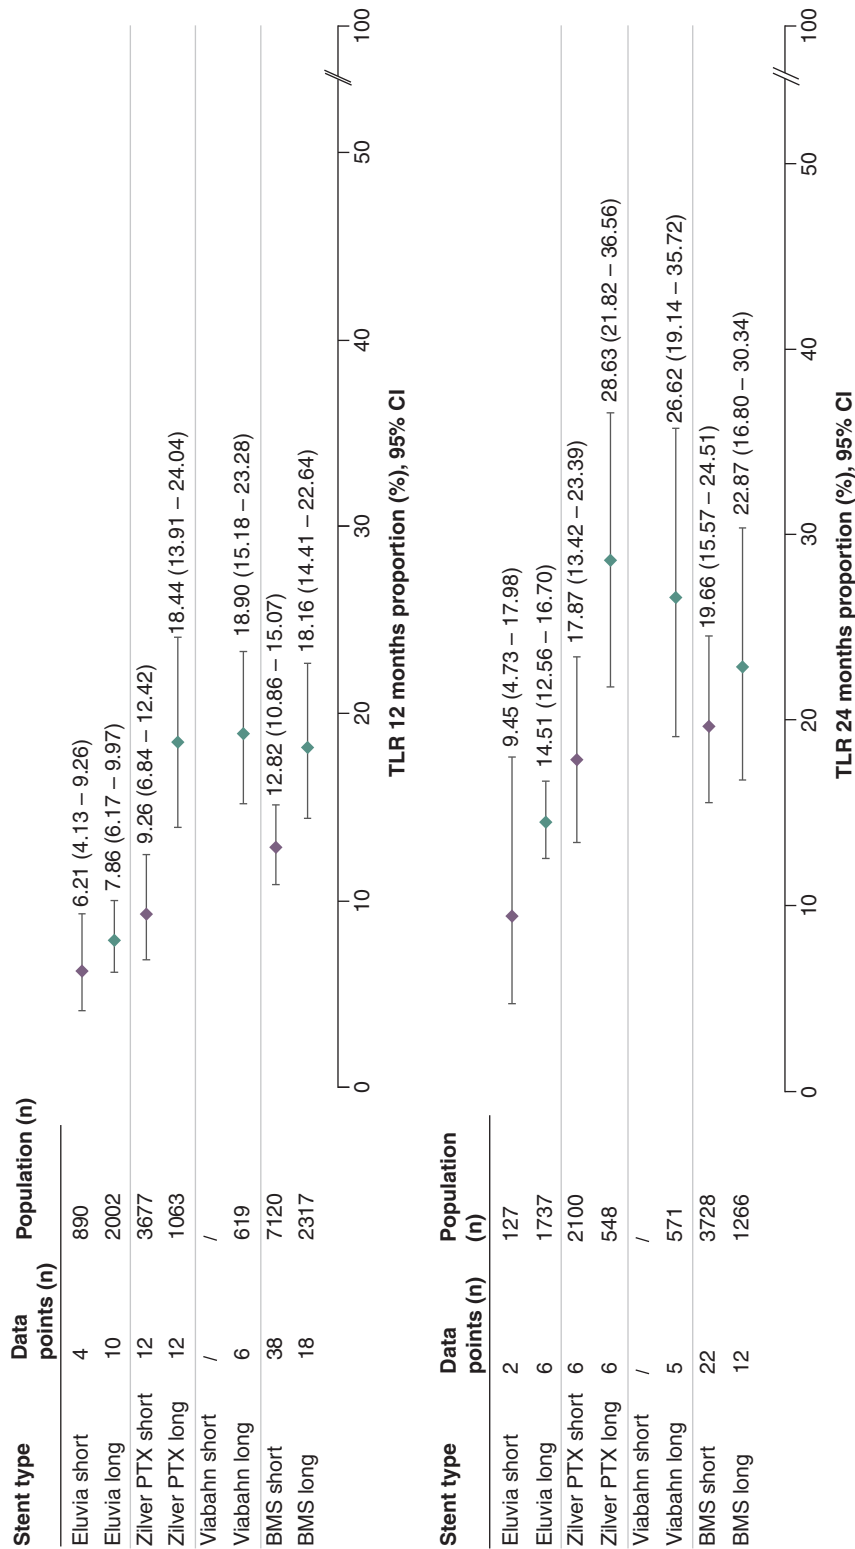 Stent type Data points (n) Population (n)
Eluvia short 4 890 6.21 (4.13 – 9.26)
Eluvia long 10 2002 7.86 (6.17 – 9.97)
Zilver PTX short 12 3677 9.26 (6.84 – 12.42)
Zilver PTX long 12 1063 18.44 (13.91 – 24.04)
Viabahn short / /
Viabahn long 6 619 18.90 (15.18 – 23.28)
BMS short 38 7120 12.82 (10.86 – 15.07)
BMS long 18 2317 18.16 (14.41 – 22.64)
0 10 20 30 40 50 100
TLR 12 months proportion (%), 95% CI
Stent type Data points (n) Population (n)
Eluvia short 2 127 9.45 (4.73 – 17.98)
Eluvia long 6 1737 14.51 (12.56 – 16.70)
Zilver PTX short 6 2100 17.87 (13.42 – 23.39)
Zilver PTX long 6 548 28.63 (21.82 – 36.56)
Viabahn short / /
Viabahn long 5 571 26.62 (19.14 – 35.72)
BMS short 22 3728 19.66 (15.57 – 24.51)
BMS long 12 1266 22.87 (16.80 – 30.34)
0 10 20 30 40 50 100
TLR 24 months proportion (%), 95% CI